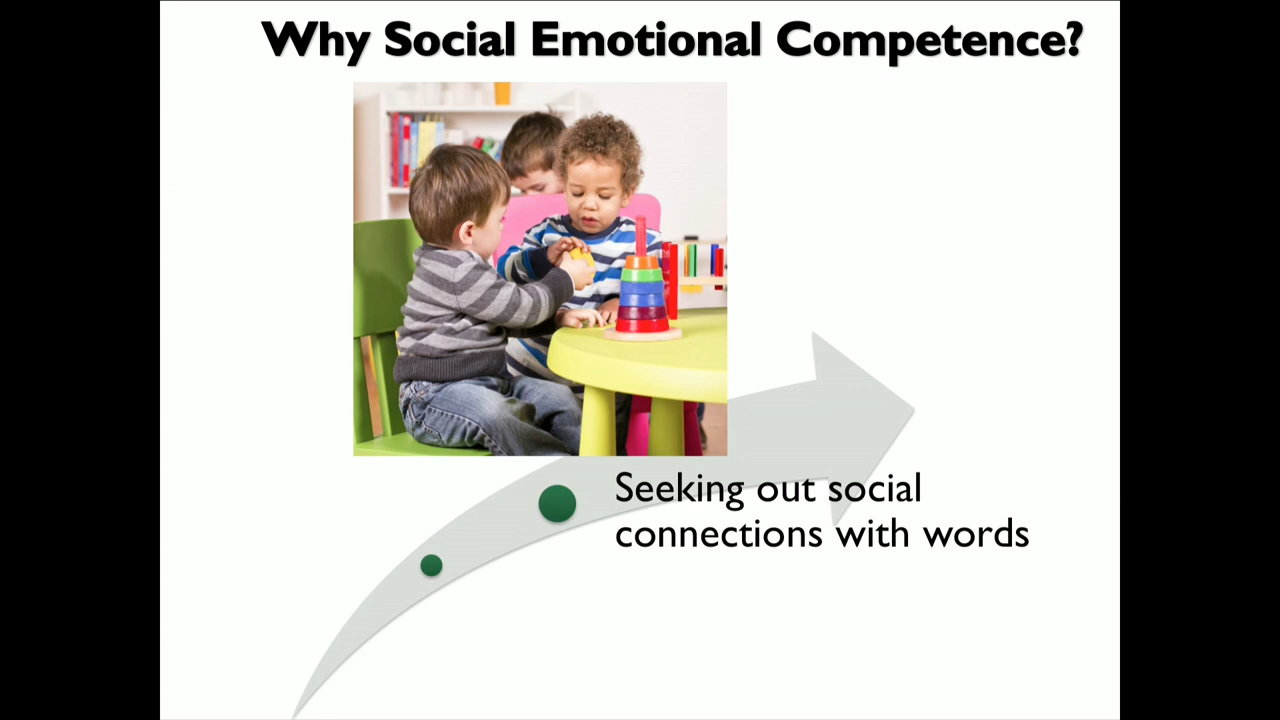 Why Social Emotional Competence?
Seeking out social
connections with words